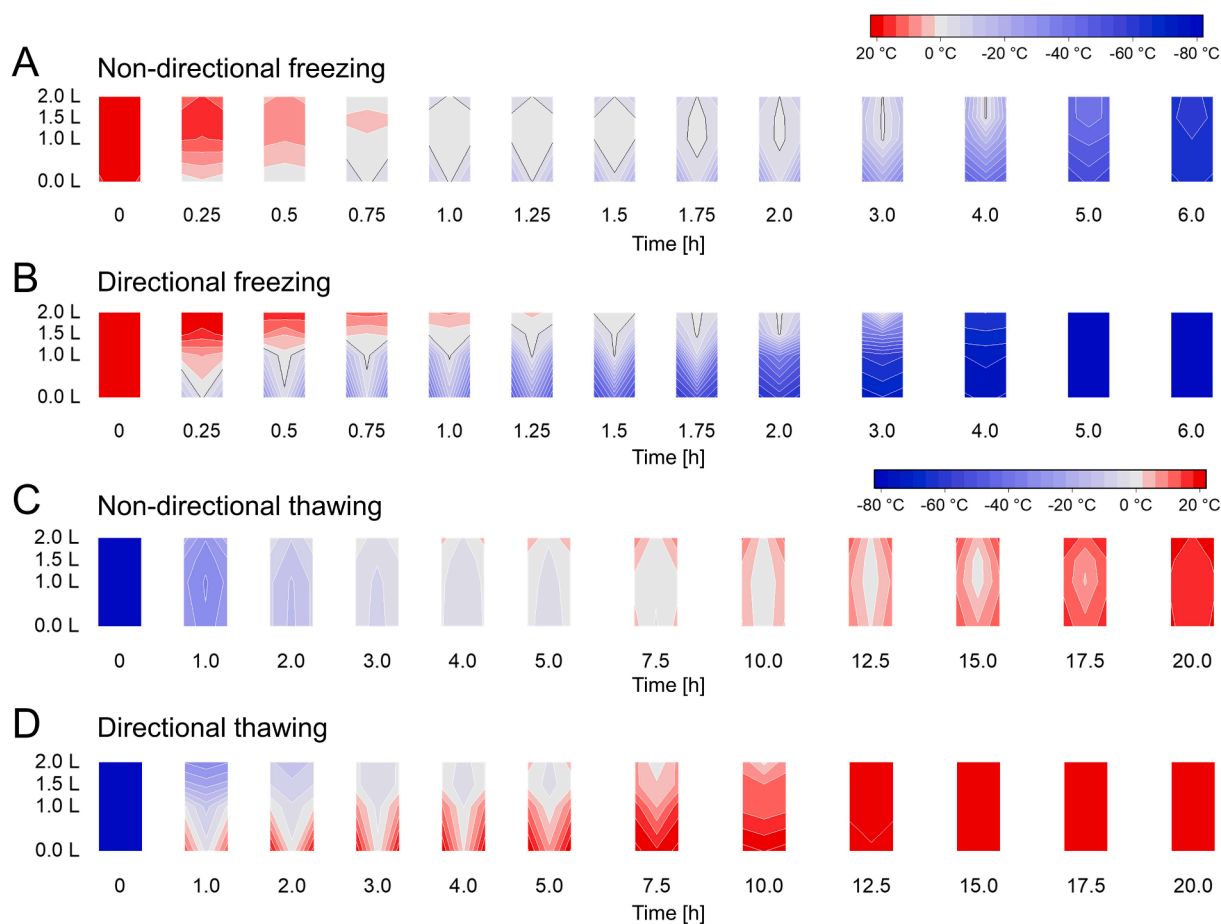 20 °C 0 °C -20 °C -40 °C -60 °C -80 °C
A Non-directional freezing
2.0 L
1.5 L
1.0 L
0.0 L
0 0.25 0.5 0.75 1.0 1.25 1.5 1.75 2.0 3.0 4.0 5.0 6.0
Time [h]
B Directional freezing
2.0 L
1.5 L
1.0 L
0.0 L
0 0.25 0.5 0.75 1.0 1.25 1.5 1.75 2.0 3.0 4.0 5.0 6.0
Time [h]
-80 °C -60 °C -40 °C -20 °C 0 °C 20 °C
C Non-directional thawing
2.0 L
1.5 L
1.0 L
0.0 L
0 1.0 2.0 3.0 4.0 5.0 7.5 10.0 12.5 15.0 17.5 20.0
Time [h]
D Directional thawing
2.0 L
1.5 L
1.0 L
0.0 L
0 1.0 2.0 3.0 4.0 5.0 7.5 10.0 12.5 15.0 17.5 20.0
Time [h]